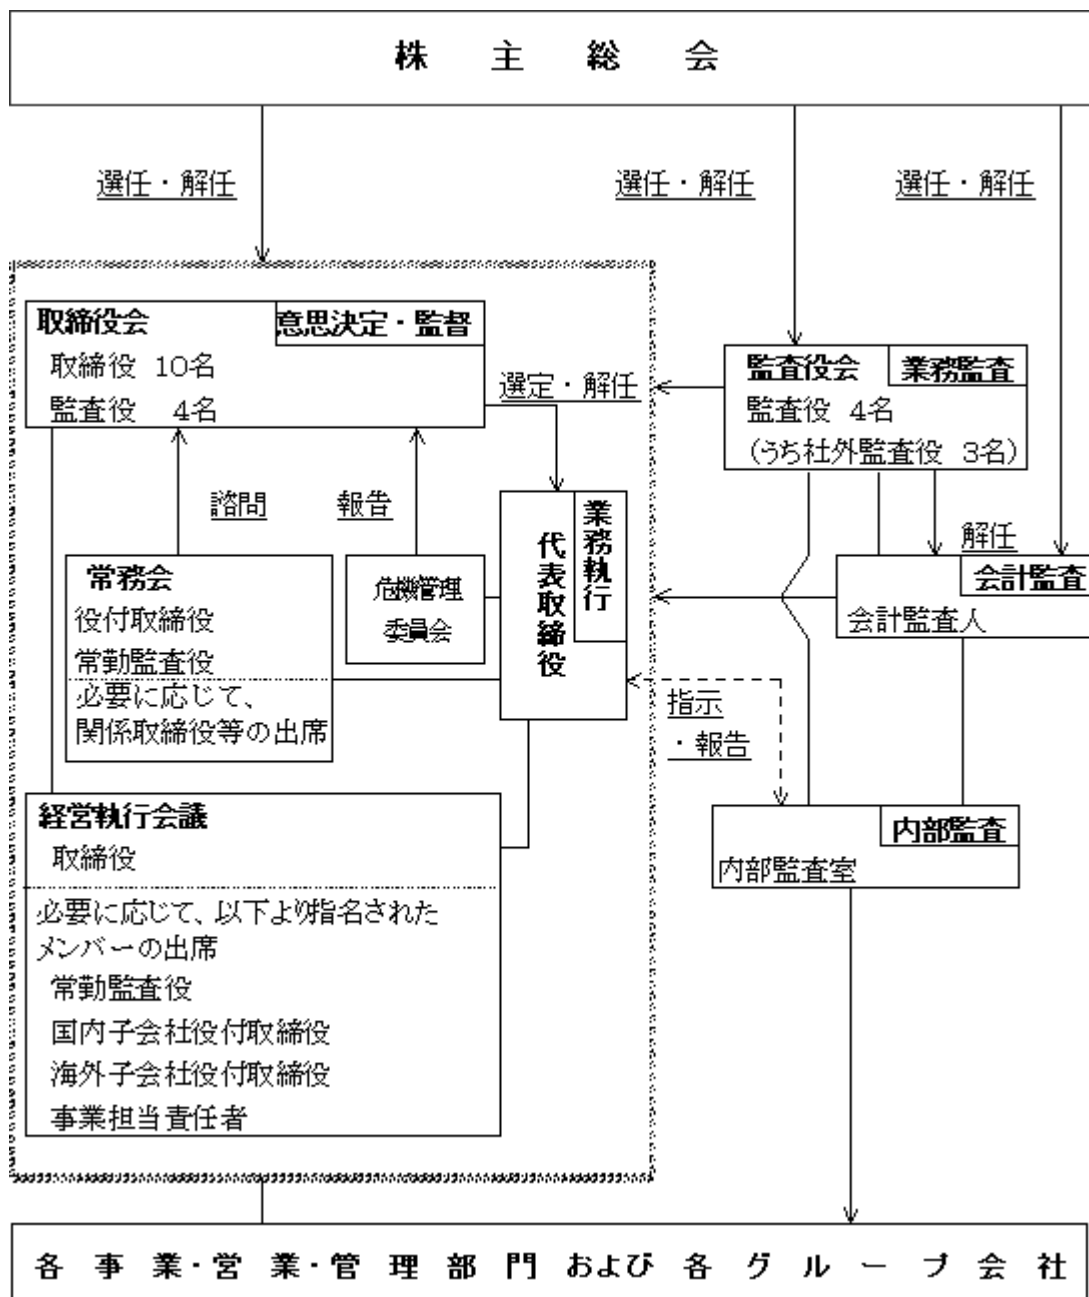 株主総会
選任・解任
選任・解任
選任・解任
取締役会
意思決定・監督
取締役 10名
監査役 4名
選定・解任
監査役会
業務監査
監査役 4名
(うち社外監査役 3名)
諮問
報告
業務執行
代表取締役
解任
会計監査
会計監査人
常務会
役付取締役
常勤監査役
必要に応じて、
関係取締役等の出席
危機管理
委員会
指示
・報告
経営執行会議
取締役
必要に応じて、以下より指名された
メンバーの出席
常勤監査役
国内子会社役付取締役
海外子会社役付取締役
事業担当責任者
内部監査
内部監査室
各事業・営業・管理部門および各グループ会社